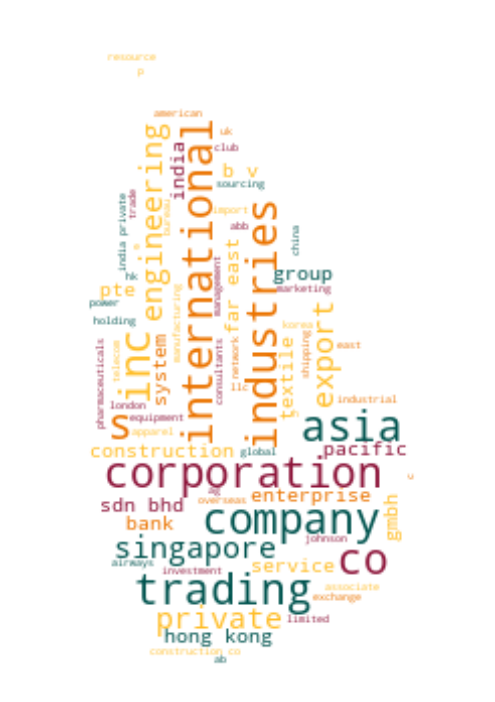 resource
p
american
uk
club
international
engineering
india
b v
sourcing
trade
india private
import
abb
industries
china
far east
hk
pte
group
marketing
management
manufacturing
power
holding
inc
system
export
korea
shipping
textile
network
consultants
llc
east
telecom
pharmaceuticals
london
equipment
industrial
s
apparel
asia
construction
global
pacific
corporation
ag
u
overseas
enterprise
sdn bhd
gmbh
bank
company
johnson
singapore
co
airways
investment
service
trading
associate
exchange
private
limited
hong kong
construction co
ab